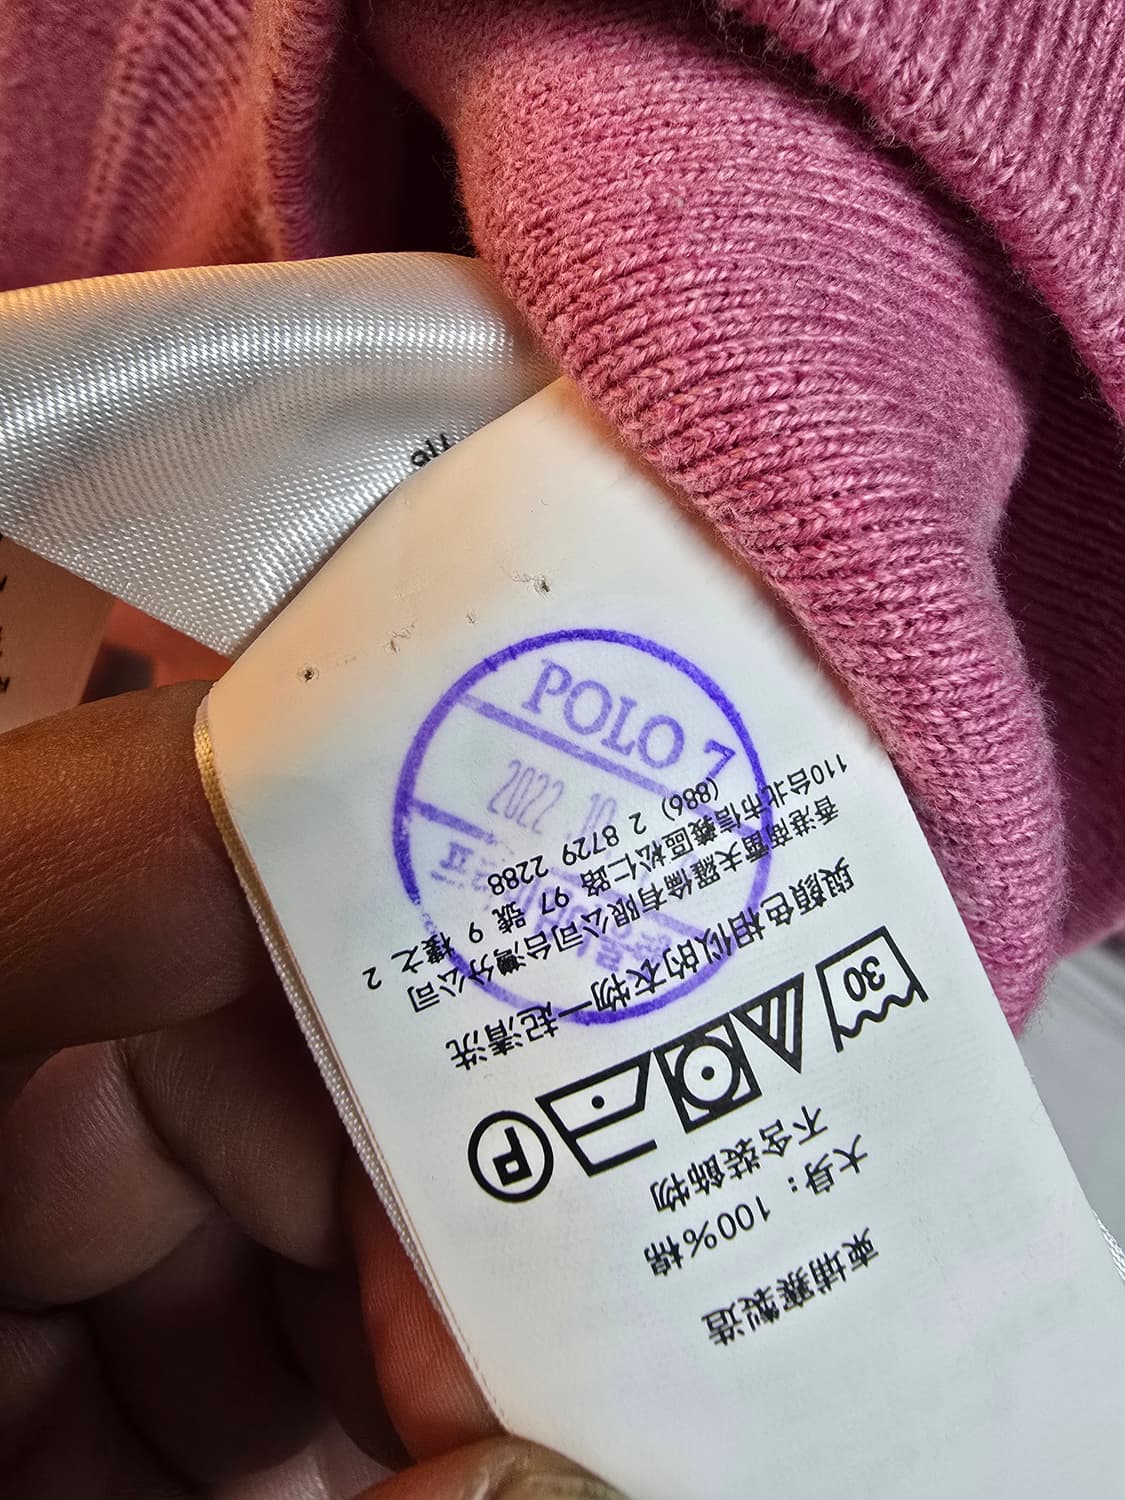 柬埔寨製造
大身: 100%棉
不含裝飾物
30
P
與顏色相似的衣物一起清洗
香港商雷夫羅倫有限公司台灣分公司
110台北市信義區松仁路 97 號 9 樓之 2
(886) 2 8729 2288
POLO 7
2022.10